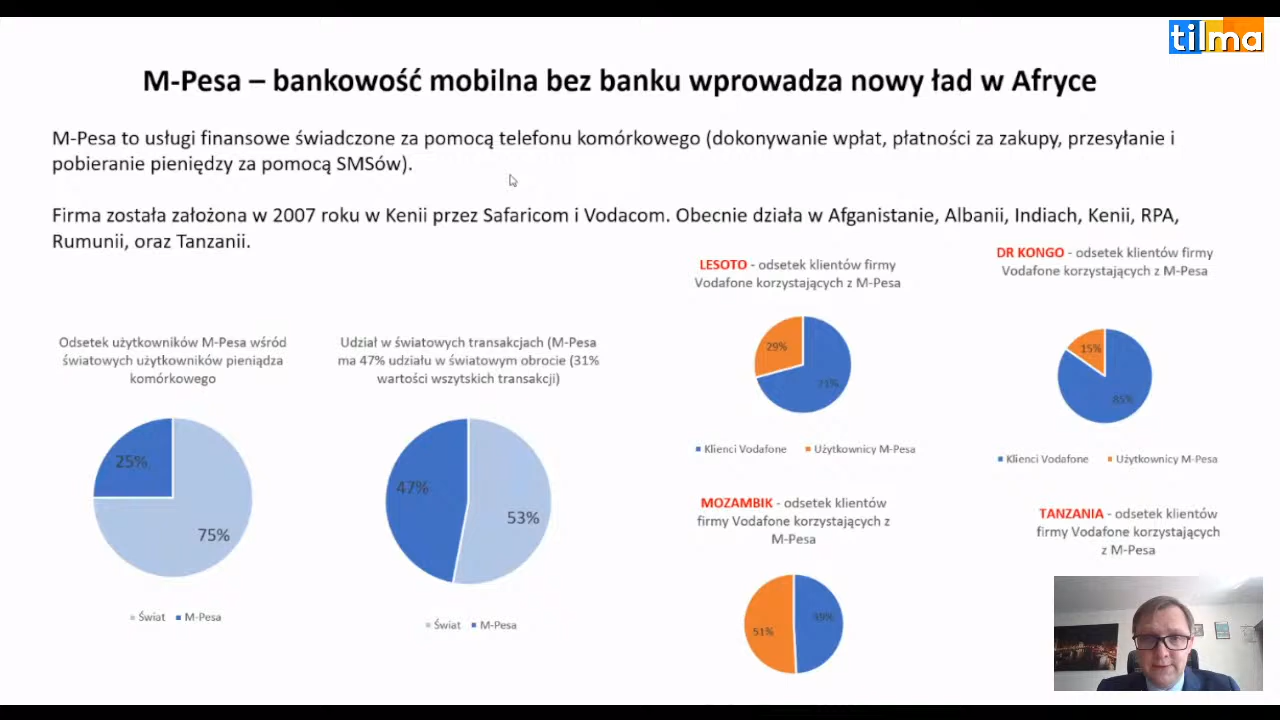 tilma
M-Pesa – bankowość mobilna bez banku wprowadza nowy ład w Afryce
M-Pesa to usługi finansowe świadczone za pomocą telefonu komórkowego (dokonywanie wpłat, płatności za zakupy, przesyłanie i
pobieranie pieniędzy za pomocą SMSów).
Firma została założona w 2007 roku w Kenii przez Safaricom i Vodacom. Obecnie działa w Afganistanie, Albanii, Indiach, Kenii, RPA,
Rumunii, oraz Tanzanii.
Odsetek użytkowników M-Pesa wśród
światowych użytkowników pieniądza
komórkowego
25%
75%
Świat M-Pesa
Udział w światowych transakcjach (M-Pesa
ma 47% udziału w światowym obrocie (31%
wartości wszytskich transakcji)
47%
53%
Świat M-Pesa
LESOTO - odsetek klientów firmy
Vodafone korzystających z M-Pesa
29%
71%
Klienci Vodafone Użytkownicy M-Pesa
DR KONGO - odsetek klientów firmy
Vodafone korzystających z M-Pesa
15%
85%
Klienci Vodafone Użytkownicy M-Pesa
MOZAMBIK - odsetek klientów
firmy Vodafone korzystających z
M-Pesa
51%
49%
TANZANIA - odsetek klientów
firmy Vodafone korzystających
z M-Pesa